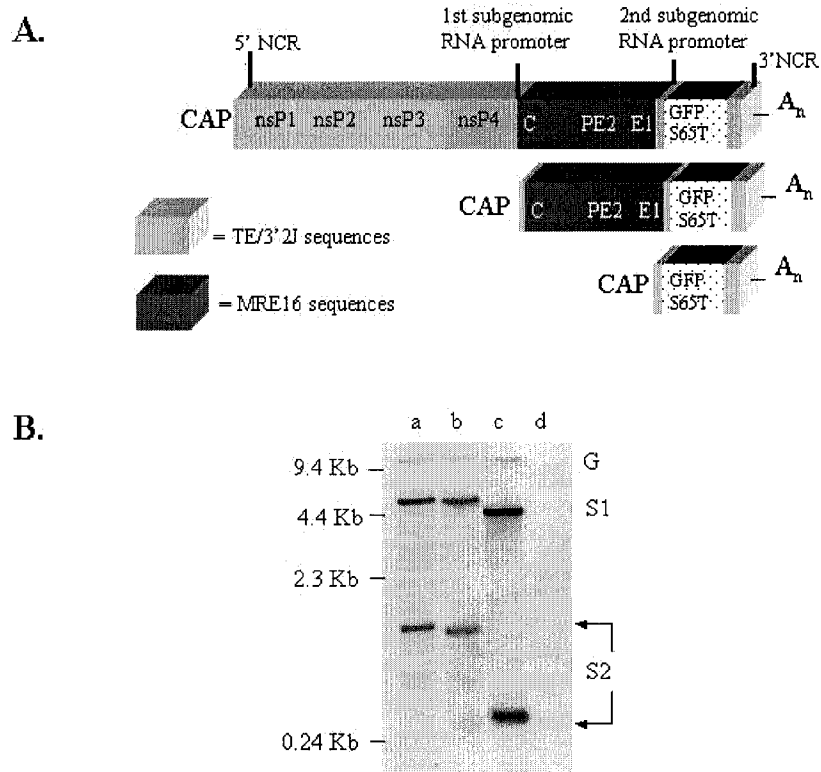 A.
5' NCR
1st subgenomic
RNA promoter
2nd subgenomic
RNA promoter
3'NCR
CAP nsP1 nsP2 nsP3 nsP4 C PE2 E1 GFP S65T An
CAP C PE2 E1 GFP S65T An
CAP GFP S65T An
= TE/3'2J sequences
= MRE16 sequences
B.
a b c d
9.4 Kb G
4.4 Kb S1
2.3 Kb
S2
0.24 Kb